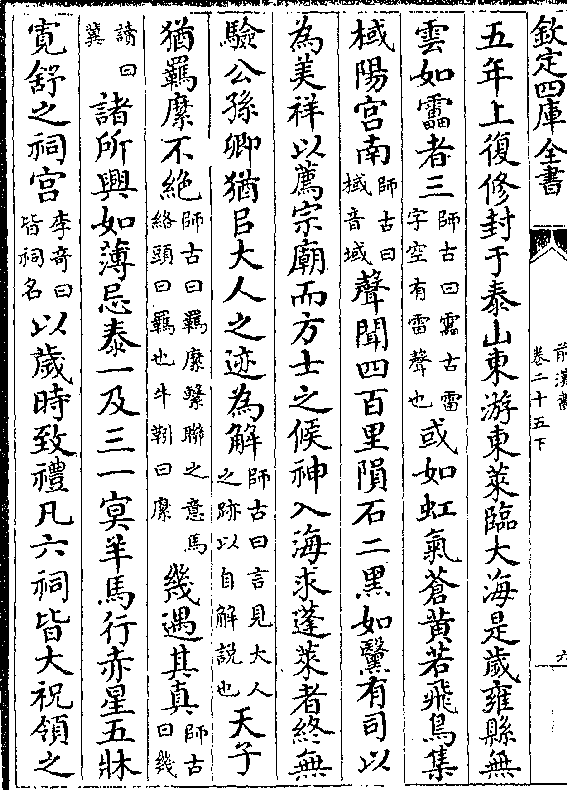 欽定四庫全書
前漢書
卷二十五下
六
五年上復修封于泰山東游東萊臨大海是歲雍縣無
雲如靁者三師古曰靁古雷字空有雷聲也或如虹氣蒼黃若飛鳥集
棫陽宮南師古曰棫音域聲聞四百里隕石二黑如黳有司以
為美祥以薦宗廟而方士之候神入海求蓬萊者終無
驗公孫卿猶㠯大人之迹為解師古曰言見大人之跡以自解説也天子
猶羈縻不絶師古曰羈縻繫聯之意馬絡頭曰羈也牛靷曰縻幾遇其真師古曰幾
讀曰冀諸所興如薄忌泰一及三一冥羊馬行赤星五牀
寛舒之祠宮李奇曰皆祠名以歲時致禮凡六祠皆大祝領之